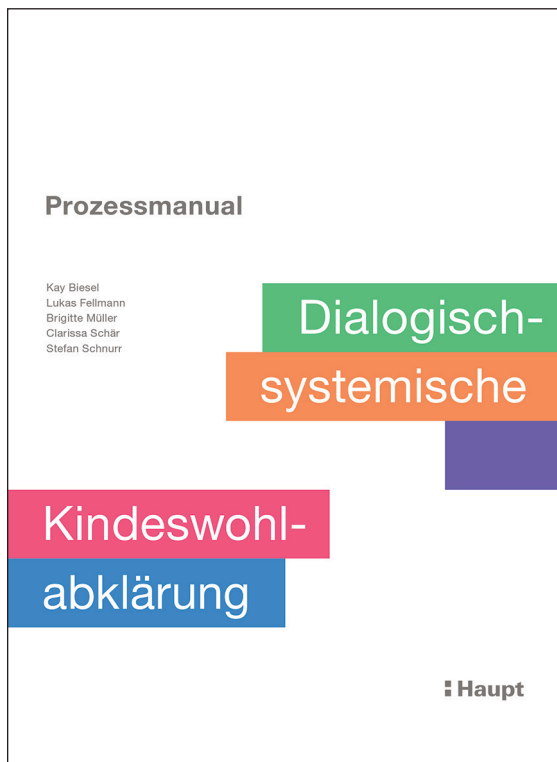 Prozessmanual
Kay Biesel
Lukas Fellmann
Brigitte Müller
Clarissa Schär
Stefan Schnurr
Dialogisch-
systemische
Kindeswohl-
abklärung
Haupt